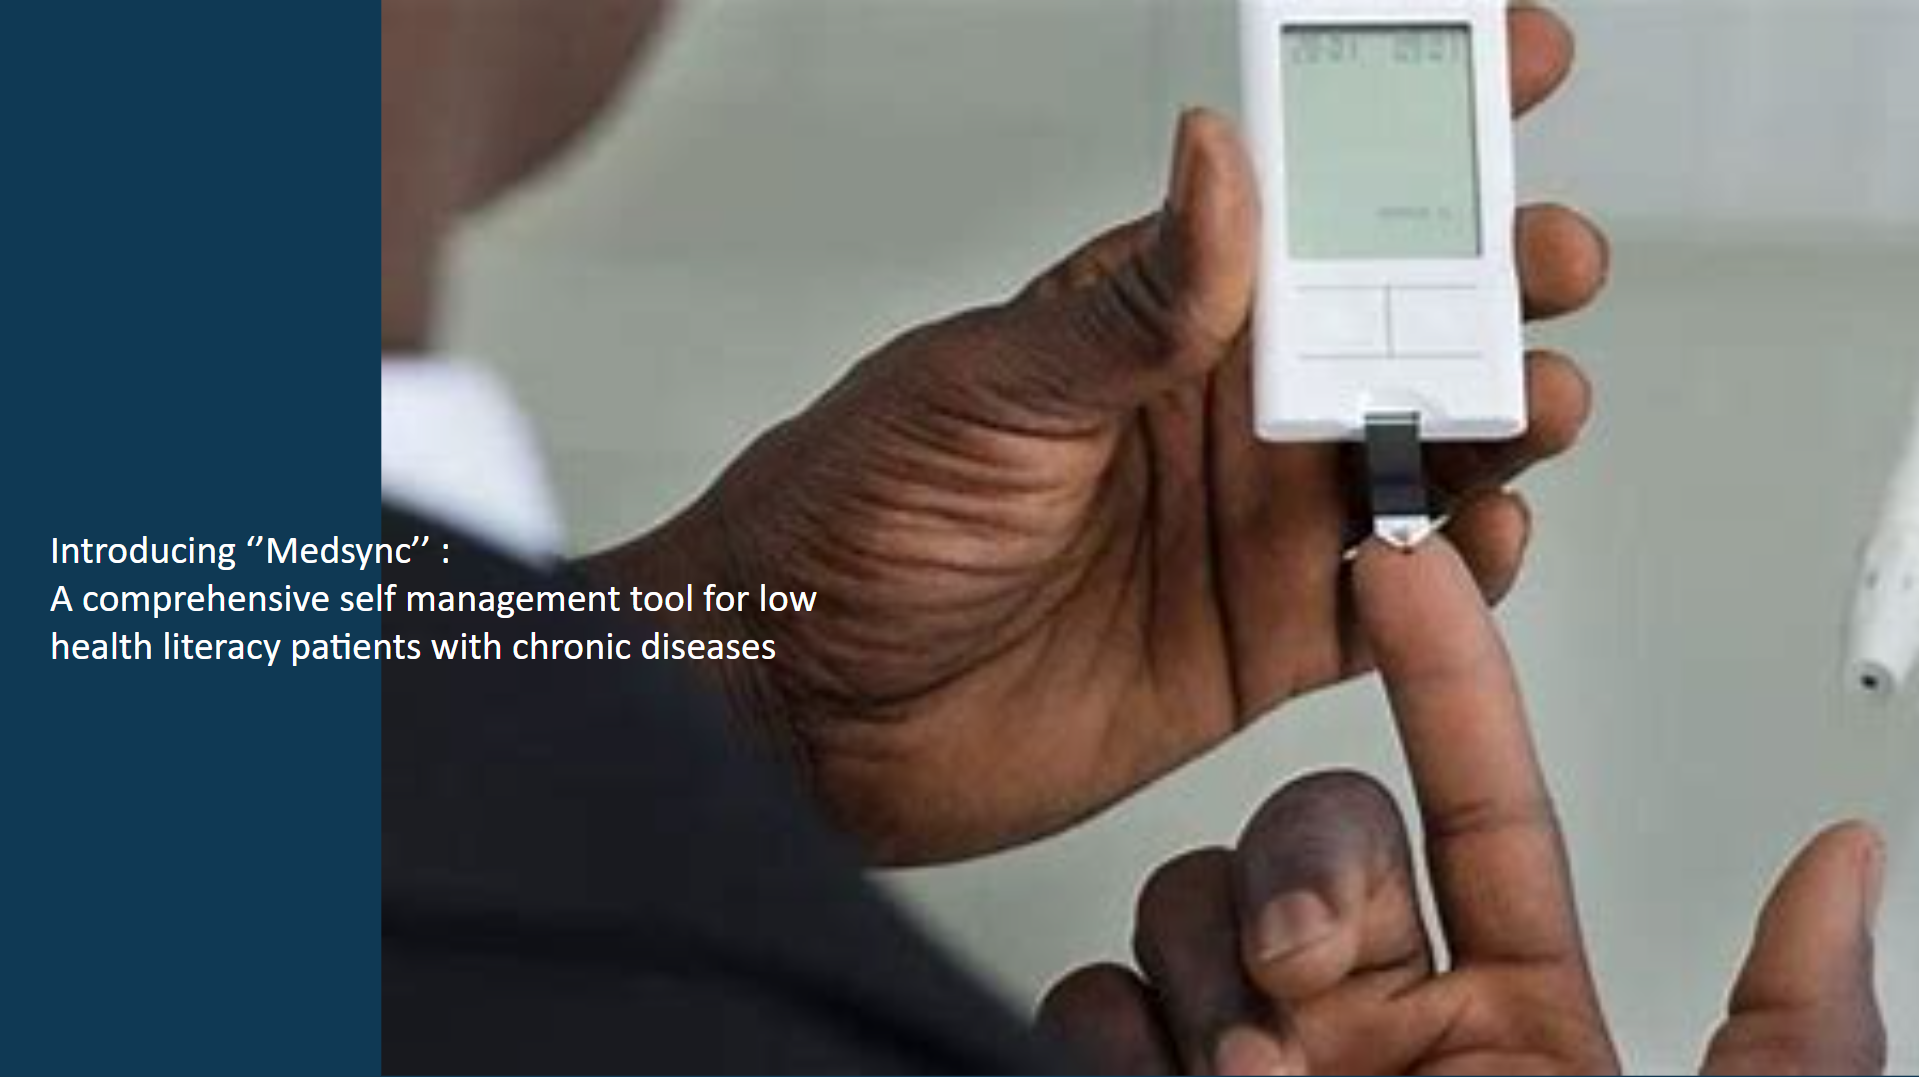 Introducing ‘’Medsync’’ :
A comprehensive self management tool for low
health literacy patients with chronic diseases